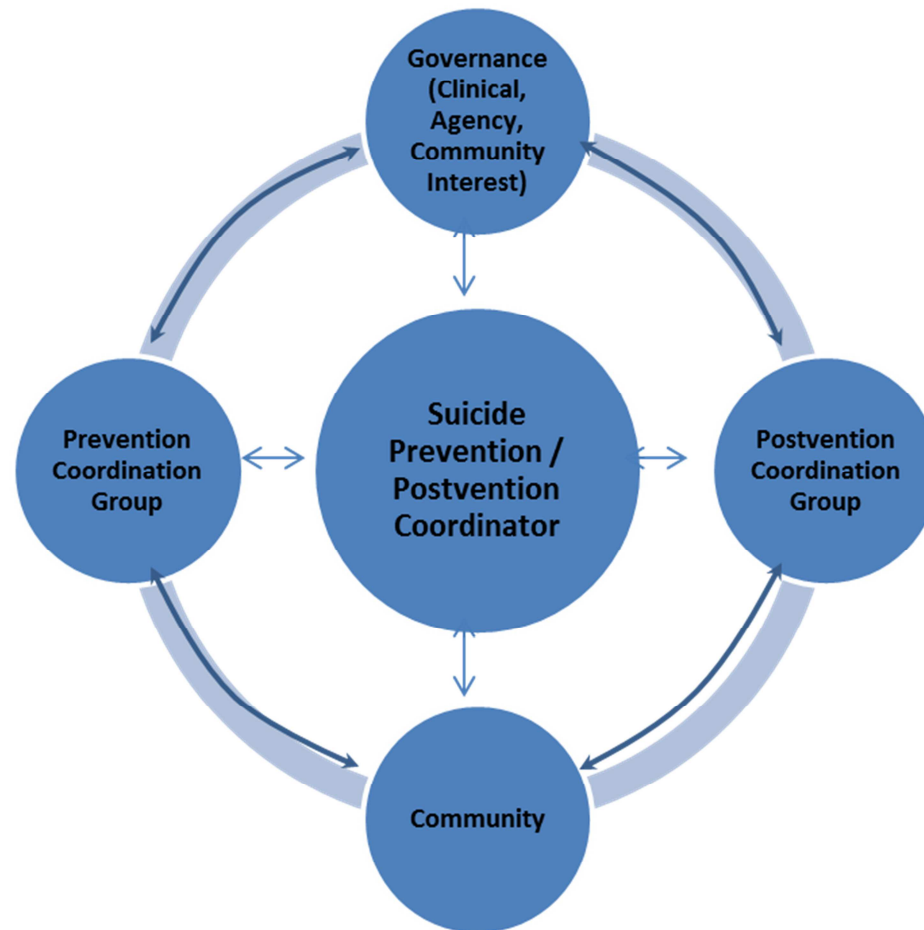 Governance
(Clinical,
Agency,
Community
Interest)
Suicide
Prevention /
Postvention
Coordinator
Prevention
Coordination
Group
Postvention
Coordination
Group
Community